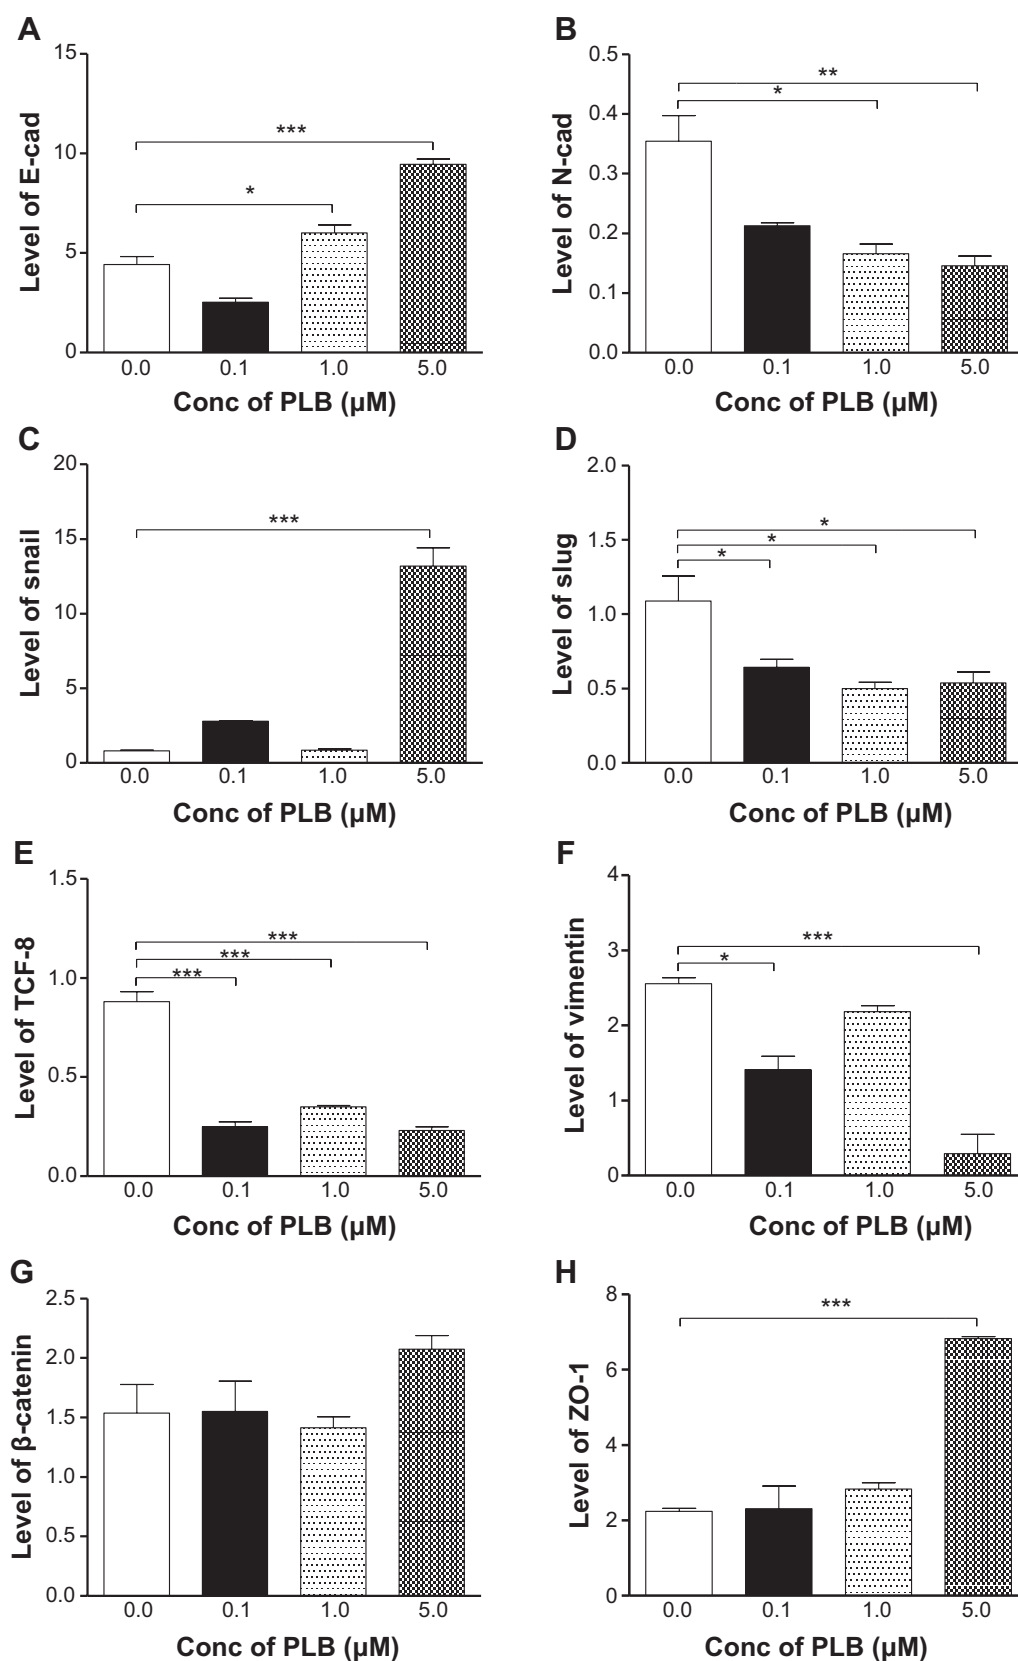 A
Level of E-cad
15
10
5
0
***
*
0.0 0.1 1.0 5.0
Conc of PLB (µM)
B
Level of N-cad
0.5
0.4
0.3
0.2
0.1
0.0
**
*
0.0 0.1 1.0 5.0
Conc of PLB (µM)
C
Level of snail
20
15
10
5
0
***
0.0 0.1 1.0 5.0
Conc of PLB (µM)
D
Level of slug
2.0
1.5
1.0
0.5
0.0
*
*
*
0.0 0.1 1.0 5.0
Conc of PLB (µM)
E
Level of TCF-8
1.5
1.0
0.5
0.0
***
***
***
0.0 0.1 1.0 5.0
Conc of PLB (µM)
F
Level of vimentin
4
3
2
1
0
***
*
0.0 0.1 1.0 5.0
Conc of PLB (µM)
G
Level of β-catenin
2.5
2.0
1.5
1.0
0.5
0.0
0.0 0.1 1.0 5.0
Conc of PLB (µM)
H
Level of ZO-1
8
6
4
2
0
***
0.0 0.1 1.0 5.0
Conc of PLB (µM)